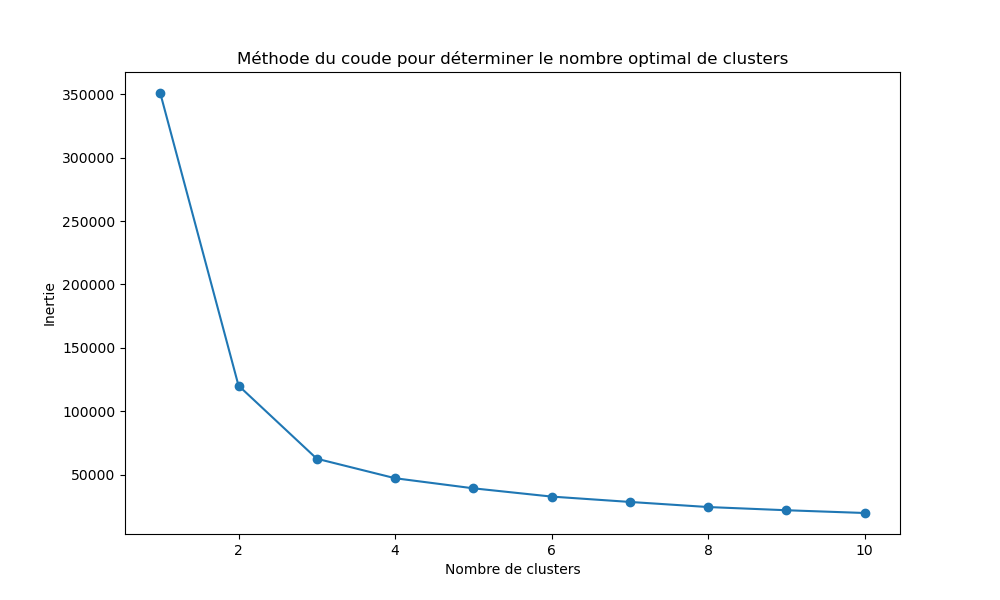 Méthode du coude pour déterminer le nombre optimal de clusters
350000
300000
250000
200000
150000
100000
50000
Inertie
2 4 6 8 10
Nombre de clusters